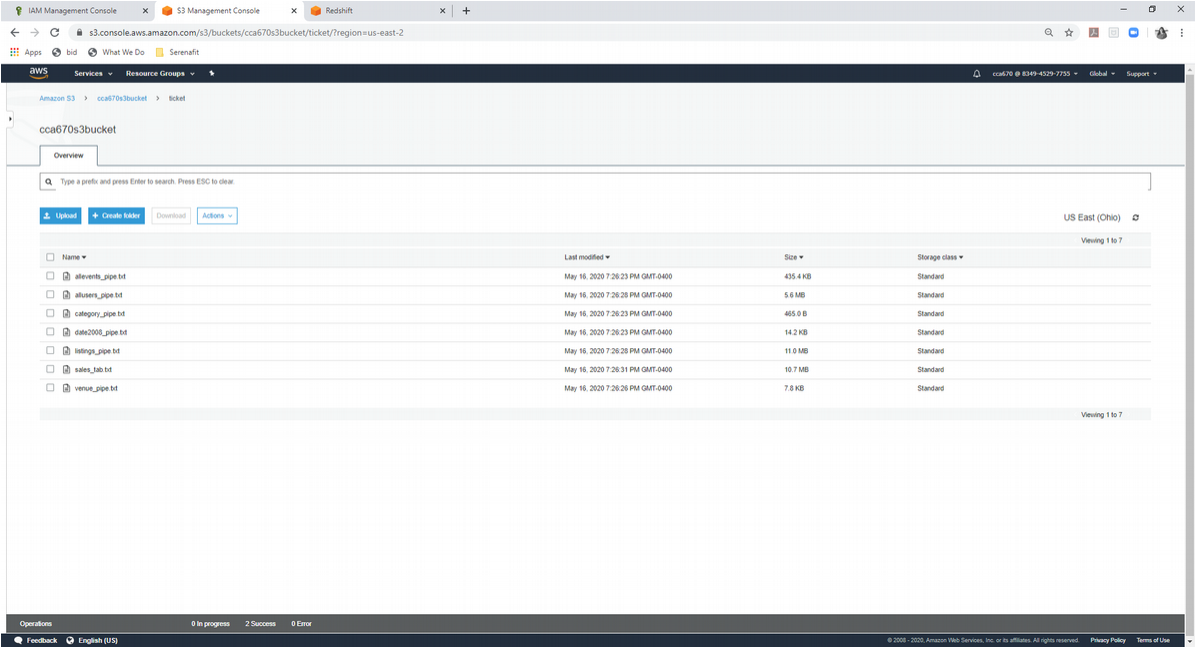 IAM Management Console S3 Management Console Redshift
s3.console.aws.amazon.com/s3/buckets/cca670s3bucket/ticket/?region=us-east-2
Apps bid What We Do Serenafit
aws Services Resource Groups cca670 @ 8349-4529-7755 Global Support
Amazon S3 > cca670s3bucket > ticket
cca670s3bucket
Overview
Type a prefix and press Enter to search. Press ESC to clear.
Upload + Create folder Download Actions US East (Ohio)
Viewing 1 to 7
Name Last modified Size Storage class
allevents_pipe.txt May 16, 2020 7:26:23 PM GMT-0400 435.4 KB Standard
allusers_pipe.txt May 16, 2020 7:26:28 PM GMT-0400 5.6 MB Standard
category_pipe.txt May 16, 2020 7:26:23 PM GMT-0400 465.0 B Standard
date2008_pipe.txt May 16, 2020 7:26:23 PM GMT-0400 14.2 KB Standard
listings_pipe.txt May 16, 2020 7:26:28 PM GMT-0400 11.0 MB Standard
sales_tab.txt May 16, 2020 7:26:31 PM GMT-0400 10.7 MB Standard
venue_pipe.txt May 16, 2020 7:26:26 PM GMT-0400 7.8 KB Standard
Viewing 1 to 7
Operations 0 In progress 2 Success 0 Error
Feedback English (US) © 2008 - 2020, Amazon Web Services, Inc. or its affiliates. All rights reserved. Privacy Policy Terms of Use